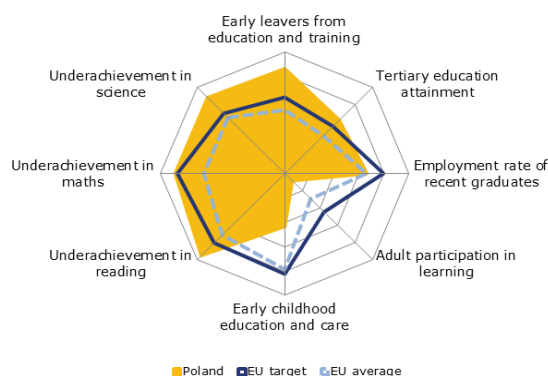 Early leavers from
education and training
Underachievement in
science
Tertiary education
attainment
Underachievement in
maths
Employment rate of
recent graduates
Underachievement in
reading
Adult participation in
learning
Early childhood
education and care
Poland EU target EU average